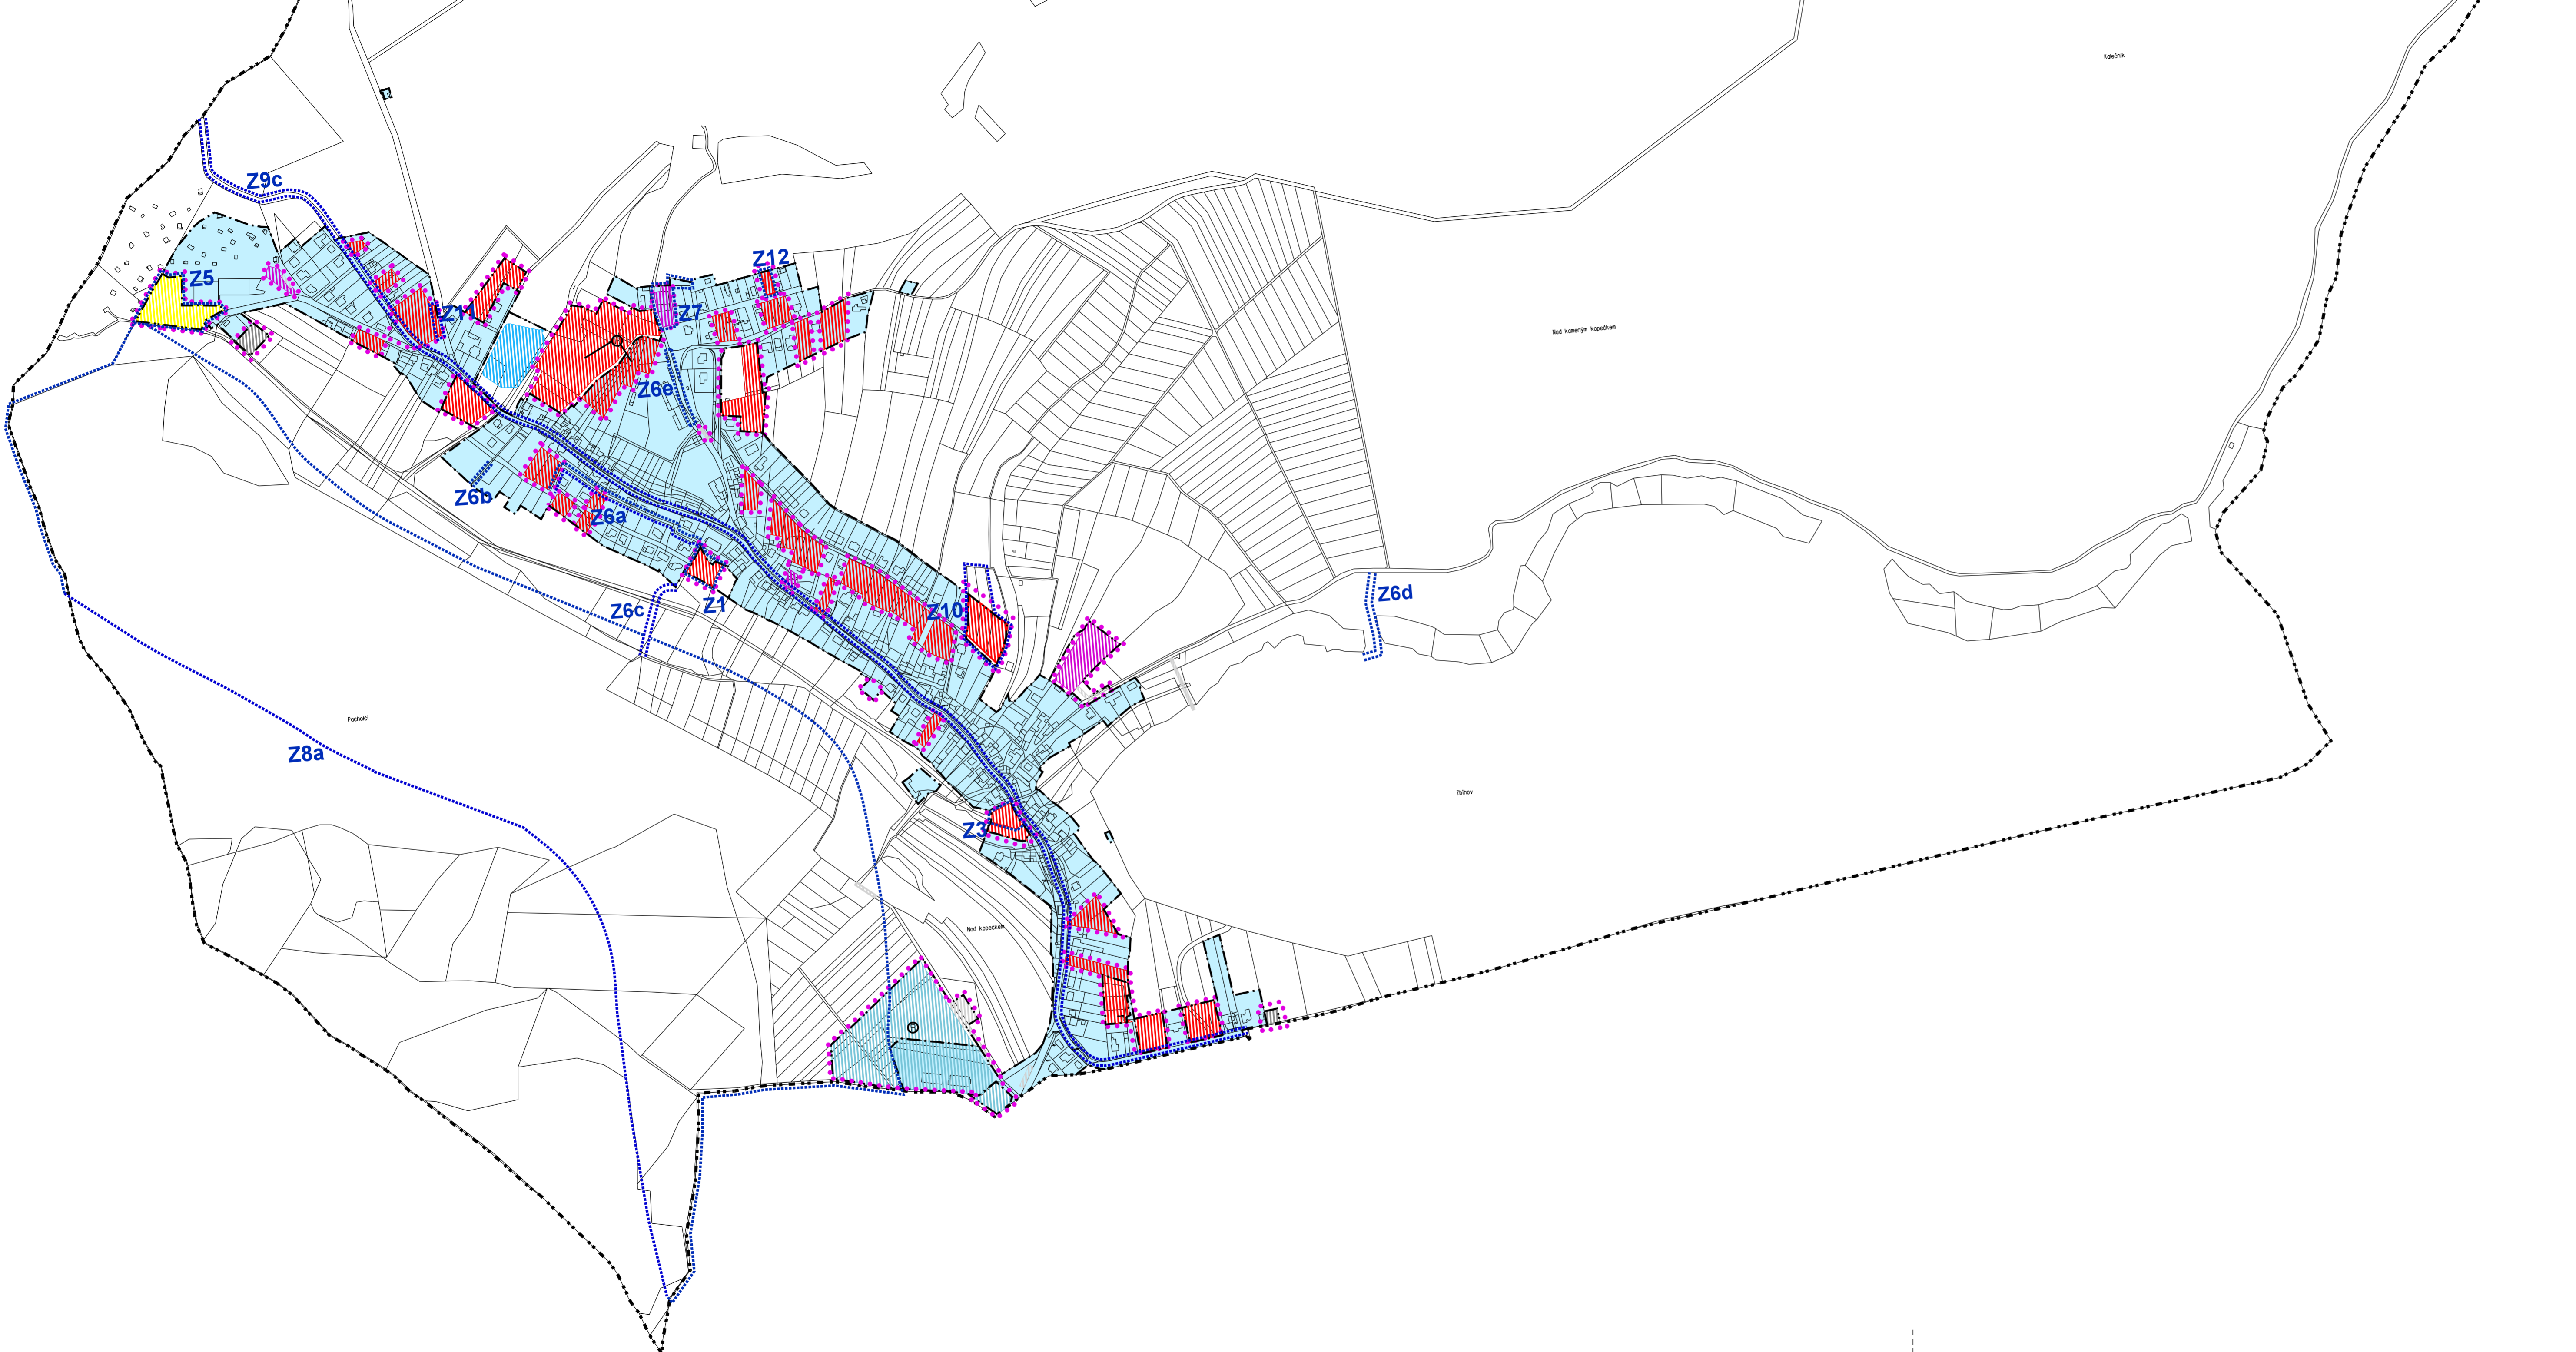 Kalečník
Z9c
Z12
Z5
Z7
Z11
Nad kameným kopečkem
Z6e
Z6b
Z6a
Z6d
Z1
Z6c
Z10
Pacholčí
Z8a
Zbihov
Z3
Nad kopečkem